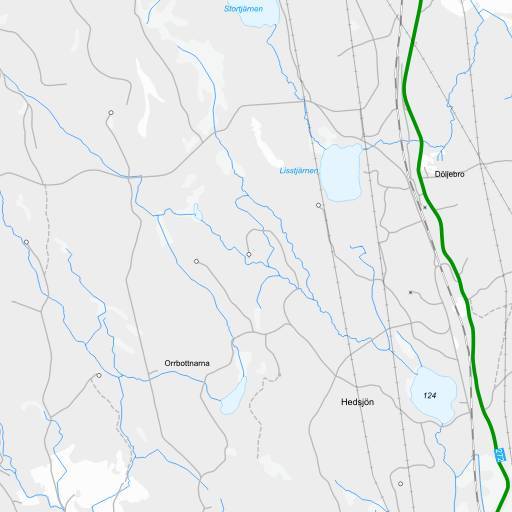 Stortjärnen
Lisstjärnen
Döljebro
Orrbottnarna
124
Hedsjön
272